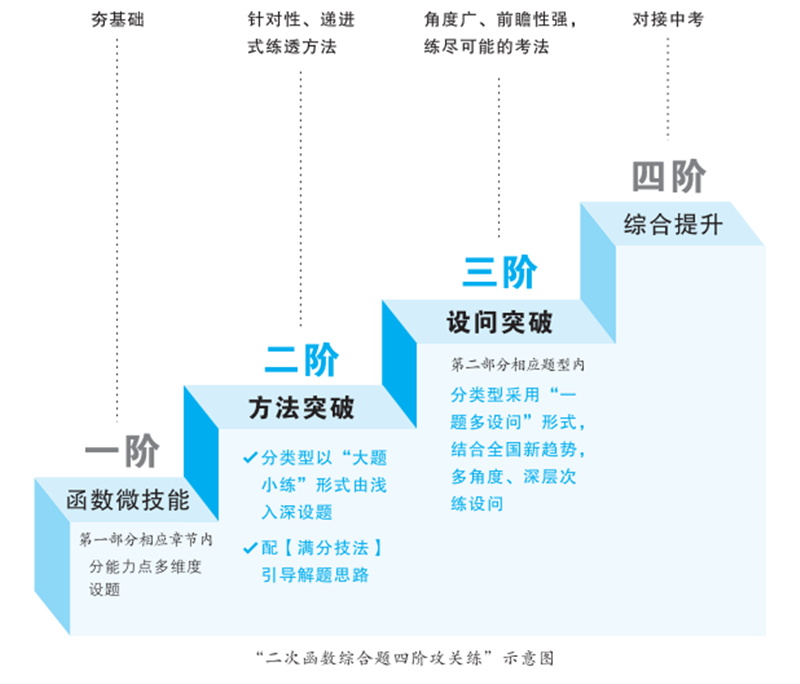 夯基础
针对性、递进
式练透方法
角度广、前瞻性强，
练尽可能的考法
对接中考
四阶
综合提升
三阶
设问突破
第二部分相应题型内
分类型采用“一
题多设问”形式，
结合全国新趋势，
多角度、深层次
练设问
二阶
方法突破
✓分类型以“大题
小练”形式由浅
入深设题
✓配【满分技法】
引导解题思路
一阶
函数微技能
第一部分相应章节内
分能力点多维度
设题
“二次函数综合题四阶攻关练”示意图